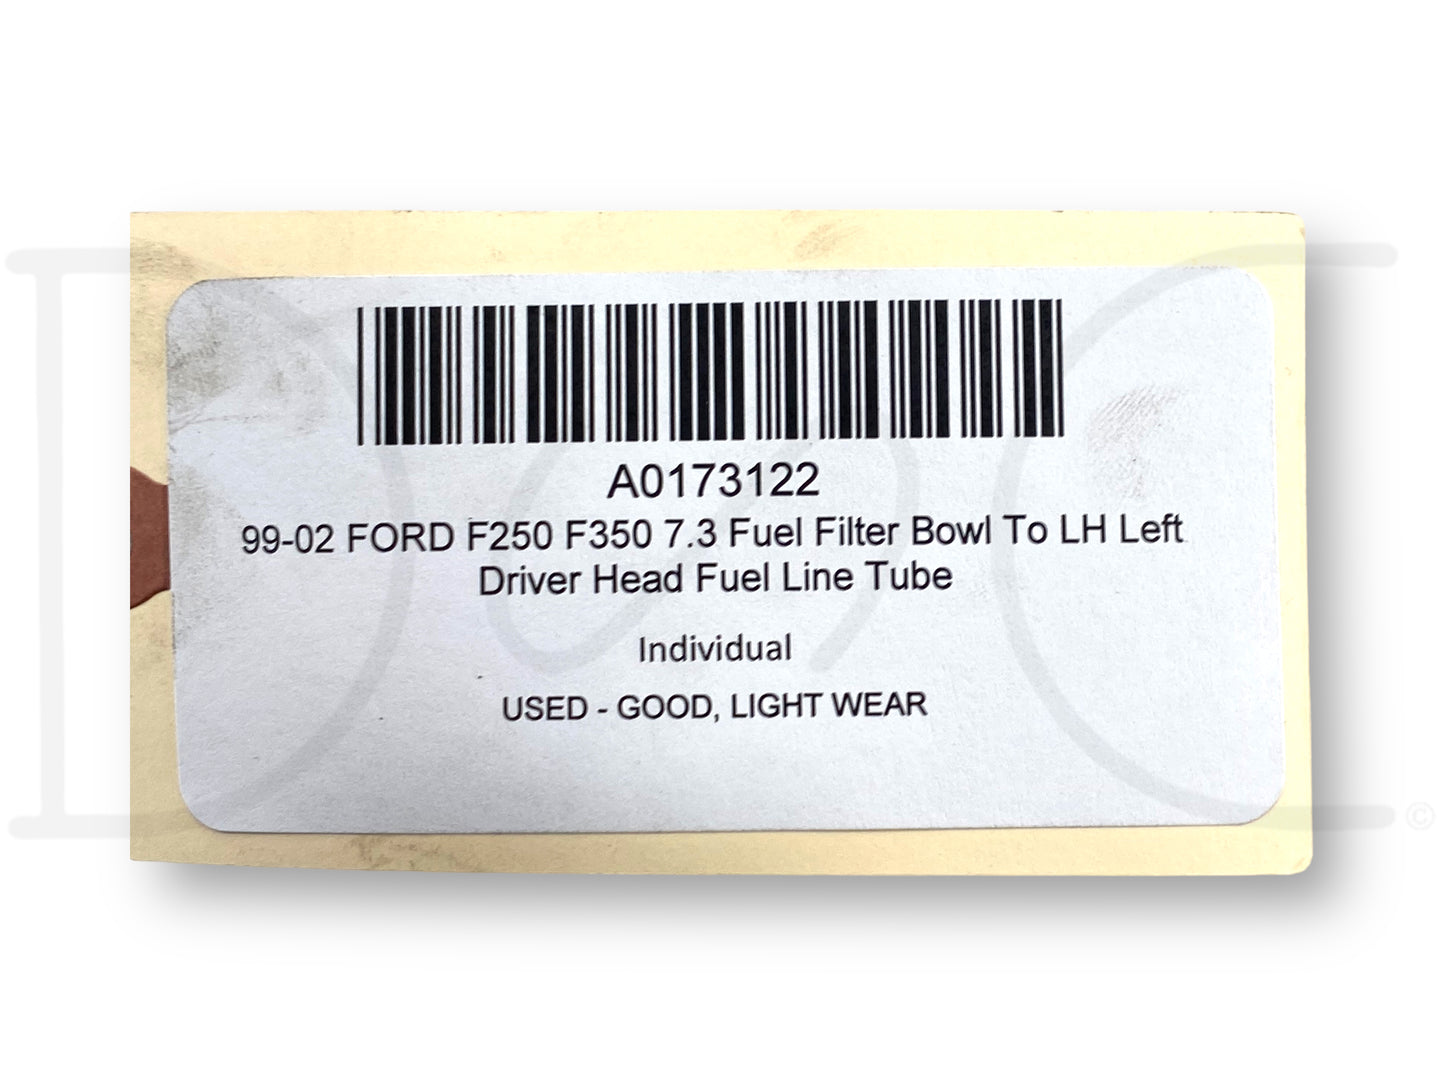 A0173122
99-02 FORD F250 F350 7.3 Fuel Filter Bowl To LH Left
Driver Head Fuel Line Tube
Individual
USED - GOOD, LIGHT WEAR
©